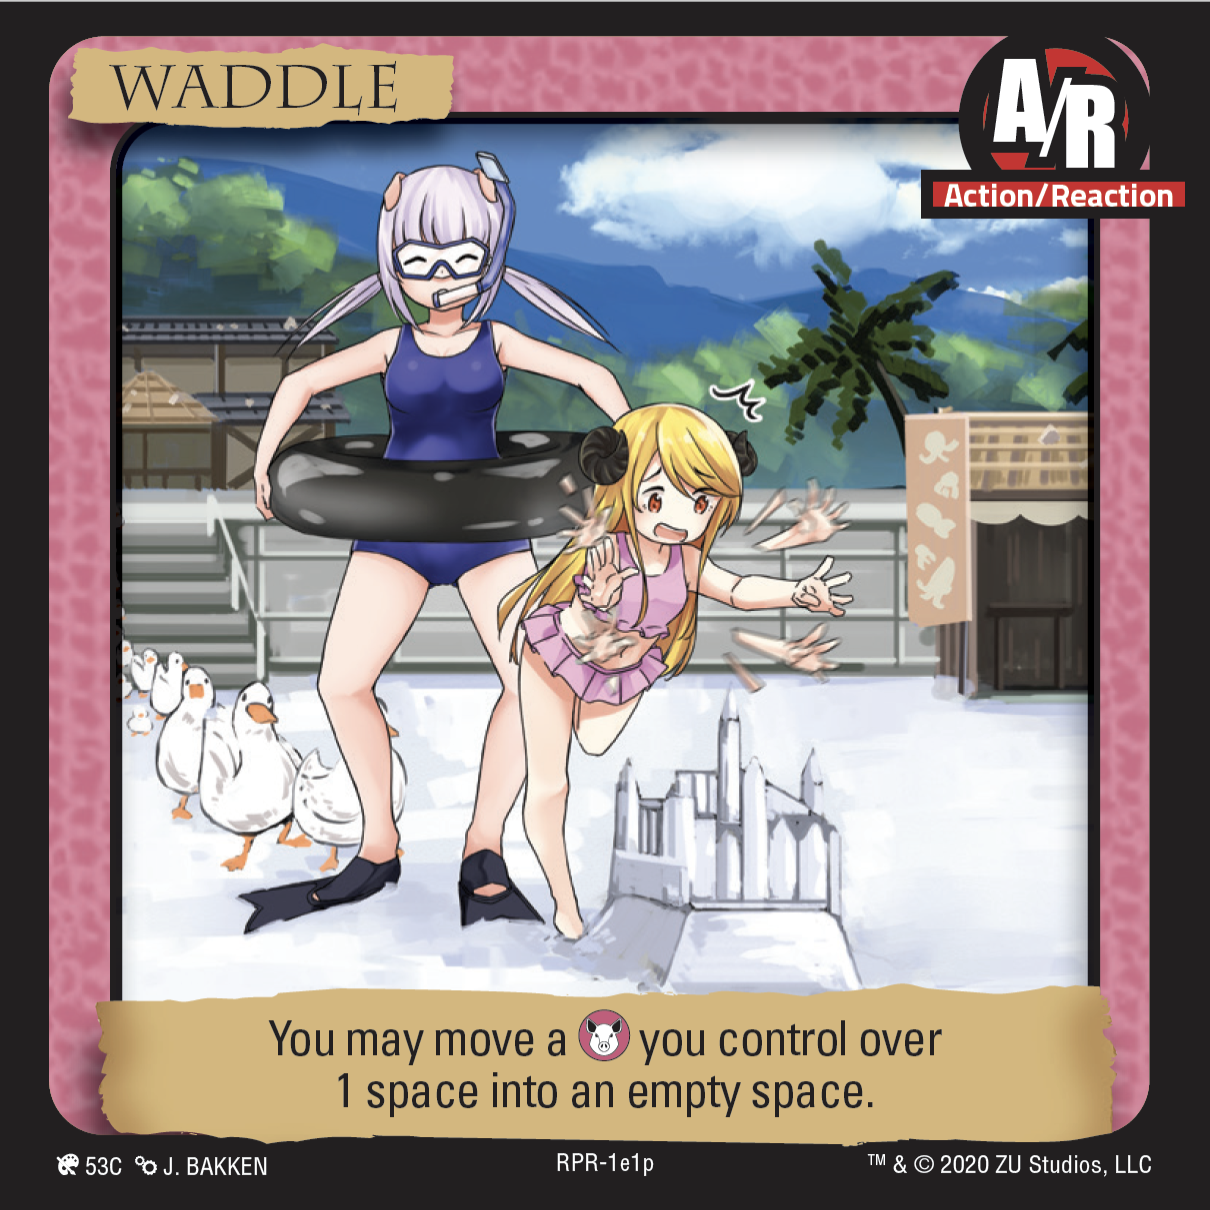 WADDLE
A/R
Action/Reaction
You may move a you control over
1 space into an empty space.
53C J. BAKKEN
RPR-1e1p
™ & © 2020 ZU Studios, LLC